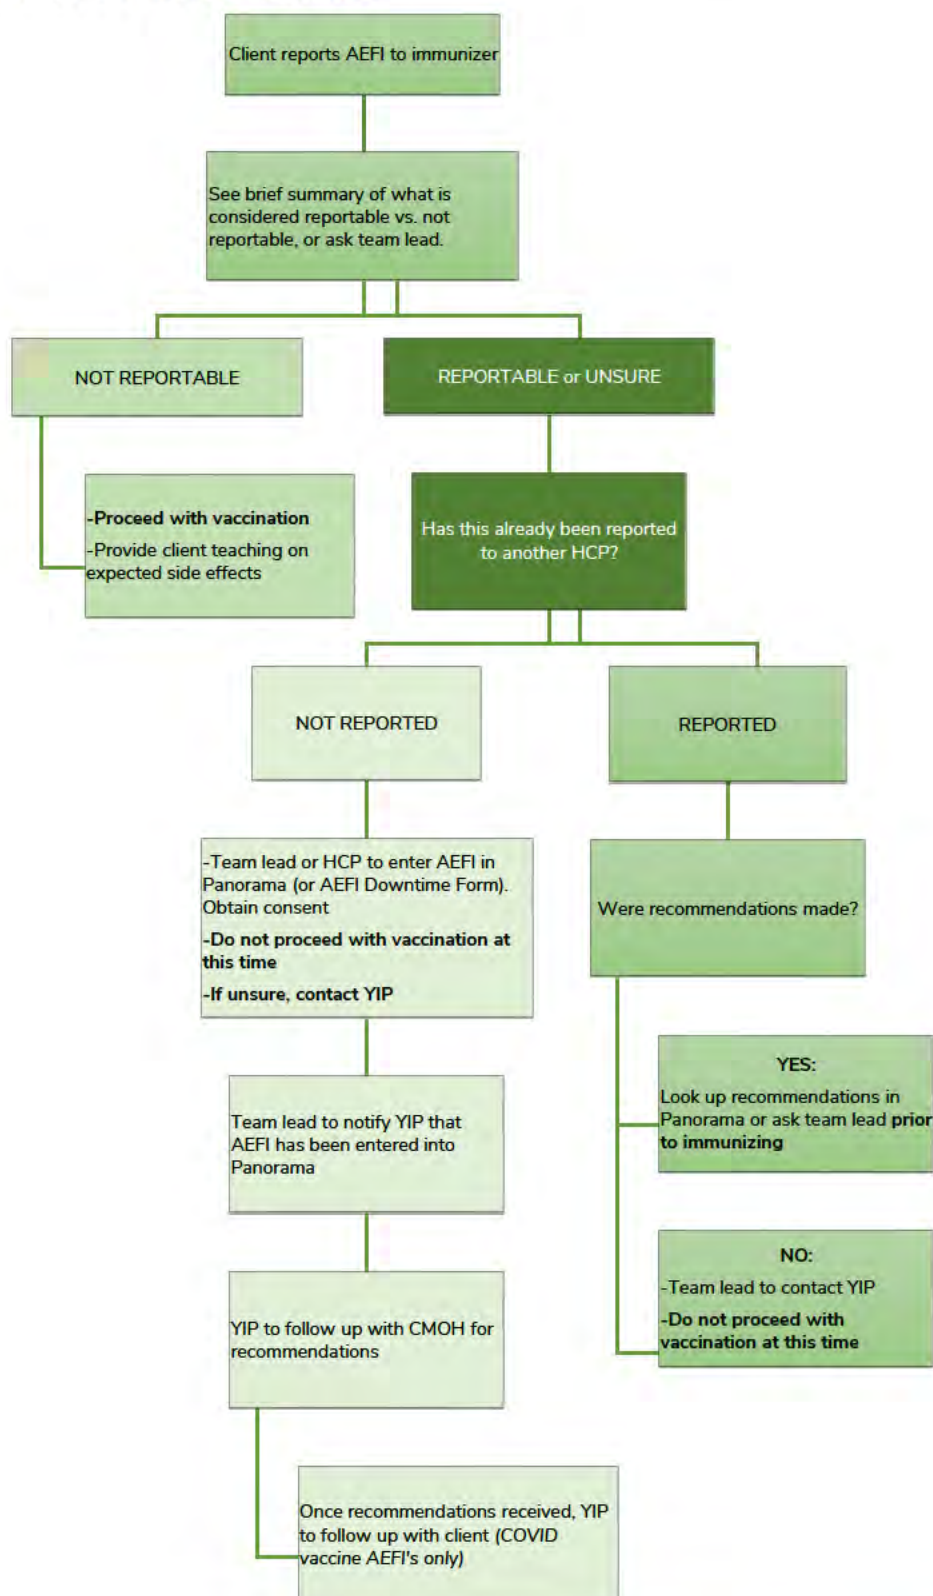 Client reports AEFI to immunizer
See brief summary of what is
considered reportable vs. not
reportable, or ask team lead.
NOT REPORTABLE
REPORTABLE or UNSURE
-Proceed with vaccination
-Provide client teaching on
expected side effects
Has this already been reported
to another HCP?
NOT REPORTED
REPORTED
-Team lead or HCP to enter AEFI in
Panorama (or AEFI Downtime Form).
Obtain consent
-Do not proceed with vaccination at
this time
-If unsure, contact YIP
Were recommendations made?
YES:
Look up recommendations in
Panorama or ask team lead prior
to immunizing
Team lead to notify YIP that
AEFI has been entered into
Panorama
NO:
-Team lead to contact YIP
-Do not proceed with
vaccination at this time
YIP to follow up with CMOH for
recommendations
Once recommendations received, YIP
to follow up with client (COVID
vaccine AEFI's only)